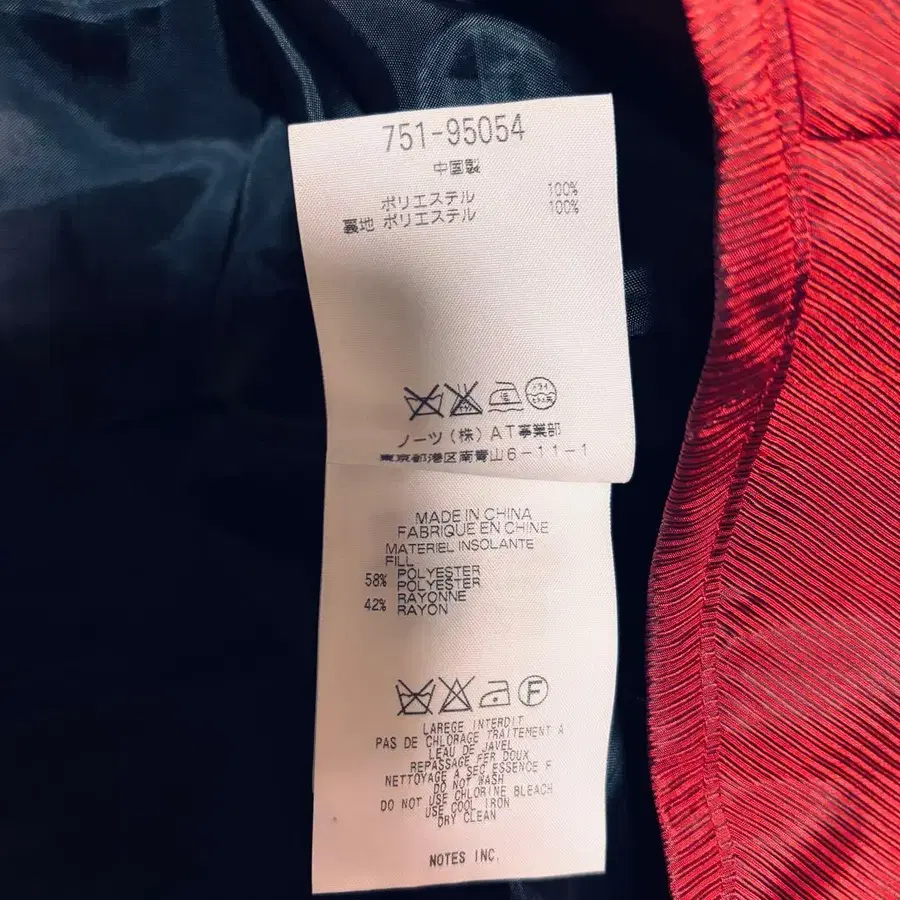 751-95054
中国製
ポリエステル 100%
裏地 ポリエステル 100%
ノーツ(株)AT事業部
東京都港区南青山6-11-1
MADE IN CHINA
FABRIQUE EN CHINE
MATERIEL INSOLANTE
FILL
58% POLYESTER
POLYESTER
42% RAYONNE
RAYON
F
LAREGE INTERDIT
PAS DE CHLORAGE TRAITEMENT A
LEAU DE JAVEL
REPASSAGE FER DOUX
NETTOYAGE A SEC ESSENCE F
DO NOT WASH
DO NOT USE CHLORINE BLEACH
USE COOL IRON
DRY CLEAN
NOTES INC.